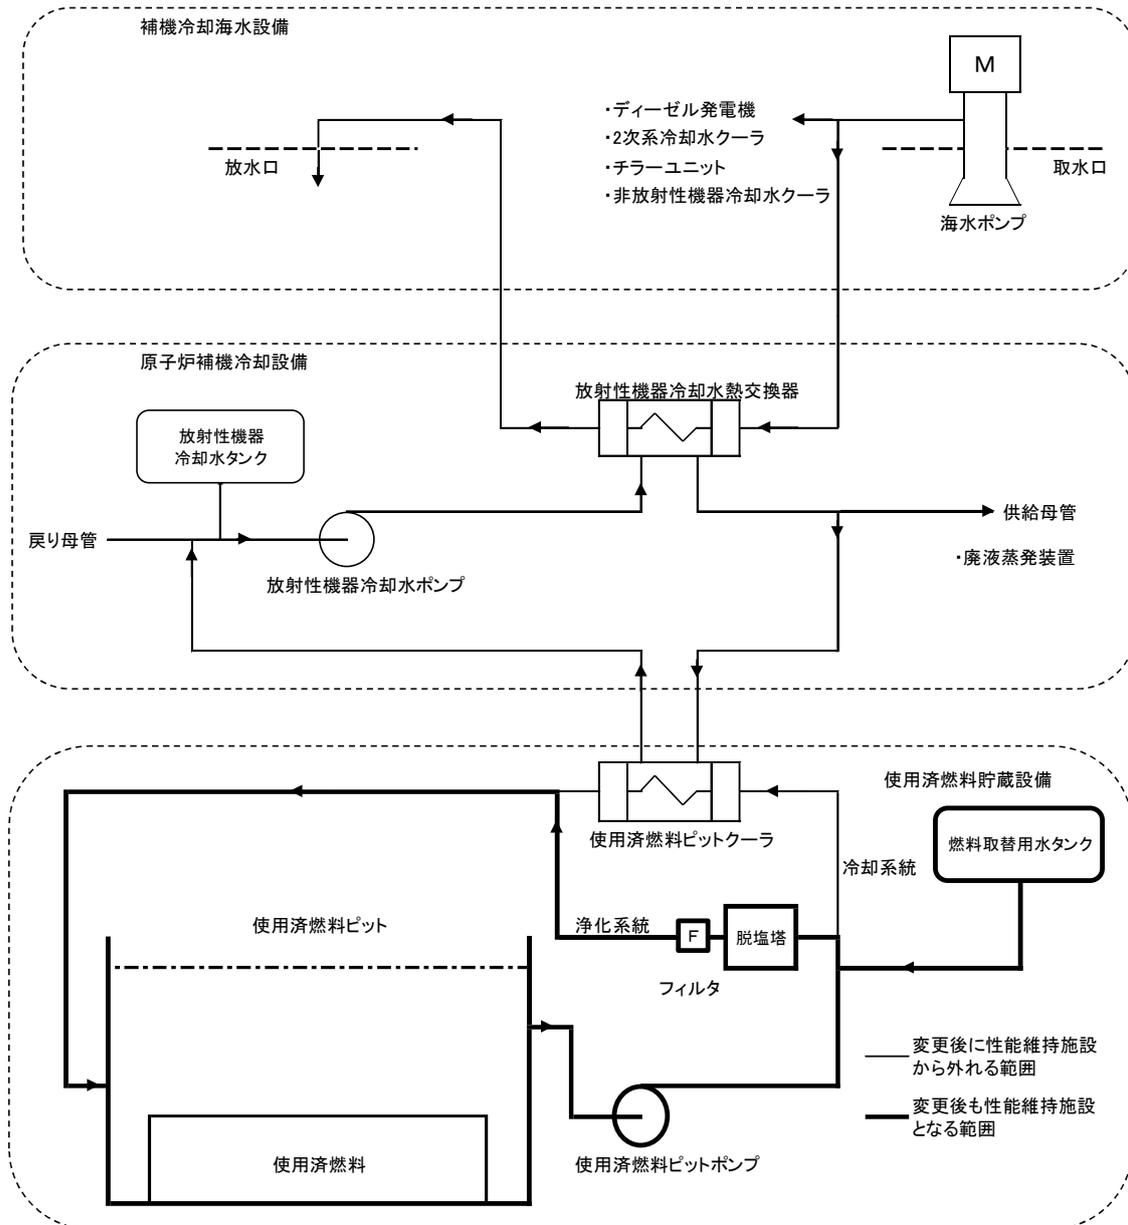 補機冷却海水設備
M
・ディーゼル発電機
・2次系冷却水クーラ
・チラーユニット
・非放射性機器冷却水クーラ
放水口
取水口
海水ポンプ
原子炉補機冷却設備
放射性機器冷却水熱交換器
放射性機器
冷却水タンク
戻り母管
供給母管
・廃液蒸発装置
放射性機器冷却水ポンプ
使用済燃料貯蔵設備
使用済燃料ピットクーラ
燃料取替用水タンク
冷却系統
使用済燃料ピット
浄化系統
F
脱塩塔
フィルタ
変更後に性能維持施設
から外れる範囲
変更後も性能維持施設
となる範囲
使用済燃料
使用済燃料ピットポンプ